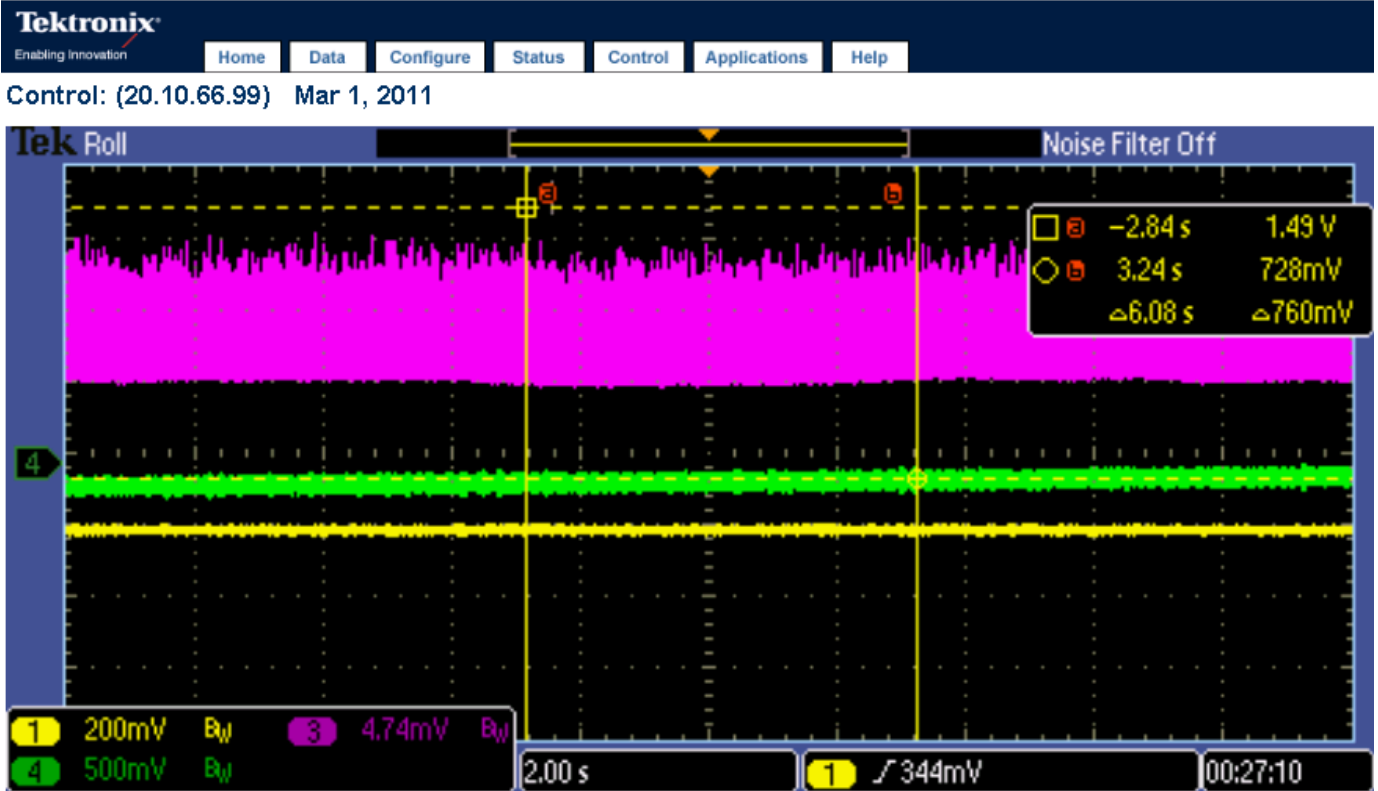 Tektronix
Enabling Innovation
Home Data Configure Status Control Applications Help
Control: (20.10.66.99) Mar 1, 2011
Tek Roll Noise Filter Off
a b
a −2.84 s 1.49 V
b 3.24 s 728mV
△6.08 s △760mV
4
1 200mV BW 3 4.74mV BW
4 500mV BW 2.00 s 1 344mV 00:27:10